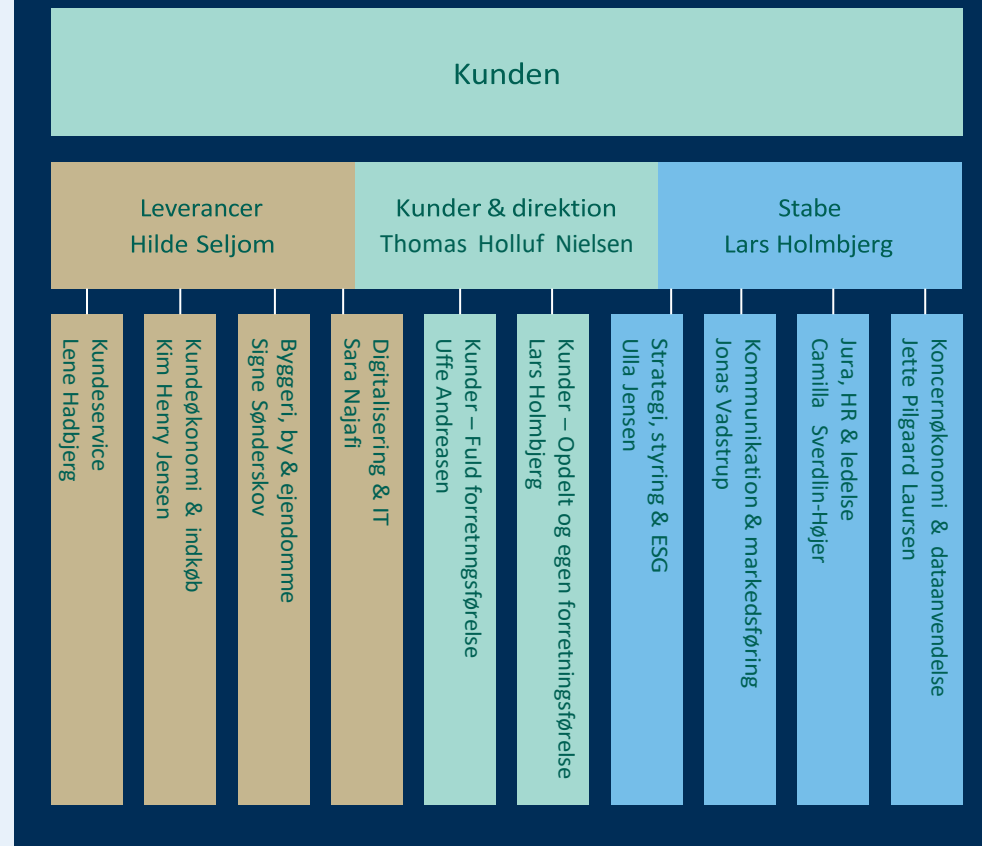 Kunden
Leverancer
Hilde Seljom
Kunder & direktion
Thomas Holluf Nielsen
Stabe
Lars Holmbjerg
Kundeservice
Lene Hadbjerg
Kundeøkonomi & indkøb
Kim Henry Jensen
Byggeri, by & ejendomme
Signe Sønderskov
Digitalisering & IT
Sara Najafi
Kunder – Fuld forretnngsførelse
Uffe Andreasen
Kunder – Opdelt og egen forretningsførelse
Lars Holmbjerg
Strategi, styring & ESG
Ulla Jensen
Kommunikation & markedsføring
Jonas Vadstrup
Jura, HR & ledelse
Camilla Sverdlin-Højer
Koncernøkonomi & dataanvendelse
Jette Pilgaard Laursen